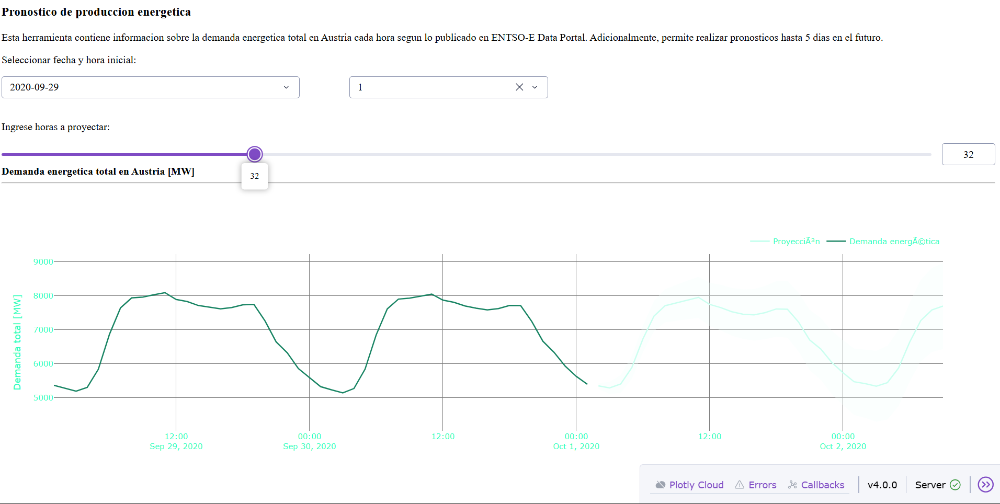 Pronostico de produccion energetica
Esta herramienta contiene informacion sobre la demanda energetica total en Austria cada hora segun lo publicado en ENTSO-E Data Portal. Adicionalmente, permite realizar pronosticos hasta 5 dias en el futuro.
Seleccionar fecha y hora inicial:
2020-09-29 1
Ingrese horas a proyectar:
32
32
Demanda energetica total en Austria [MW]
ProyecciÃ³n Demanda energÃ©tica
Demanda total [MW]
9000
8000
7000
6000
5000
12:00 00:00 12:00 00:00 12:00 00:00
Sep 29, 2020 Sep 30, 2020 Oct 1, 2020 Oct 2, 2020
Plotly Cloud Errors Callbacks v4.0.0 Server